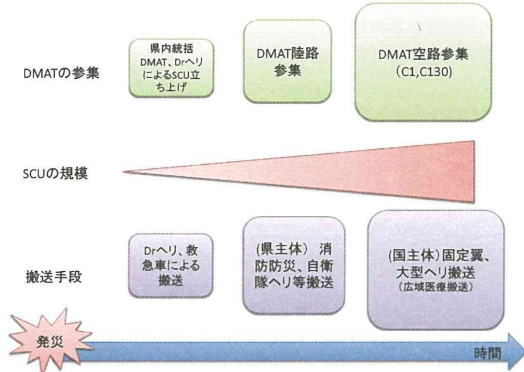 DMATの参集
県内統括
DMAT、Drヘリ
によるSCU立
ち上げ
DMAT陸路
参集
DMAT空路参集
(C1,C130)
SCUの規模
搬送手段
Drヘリ、救
急車による
搬送
(県主体) 消
防防災、自衛
隊ヘリ等搬送
(国主体)固定翼、
大型ヘリ搬送
(広域医療搬送)
発災
時間